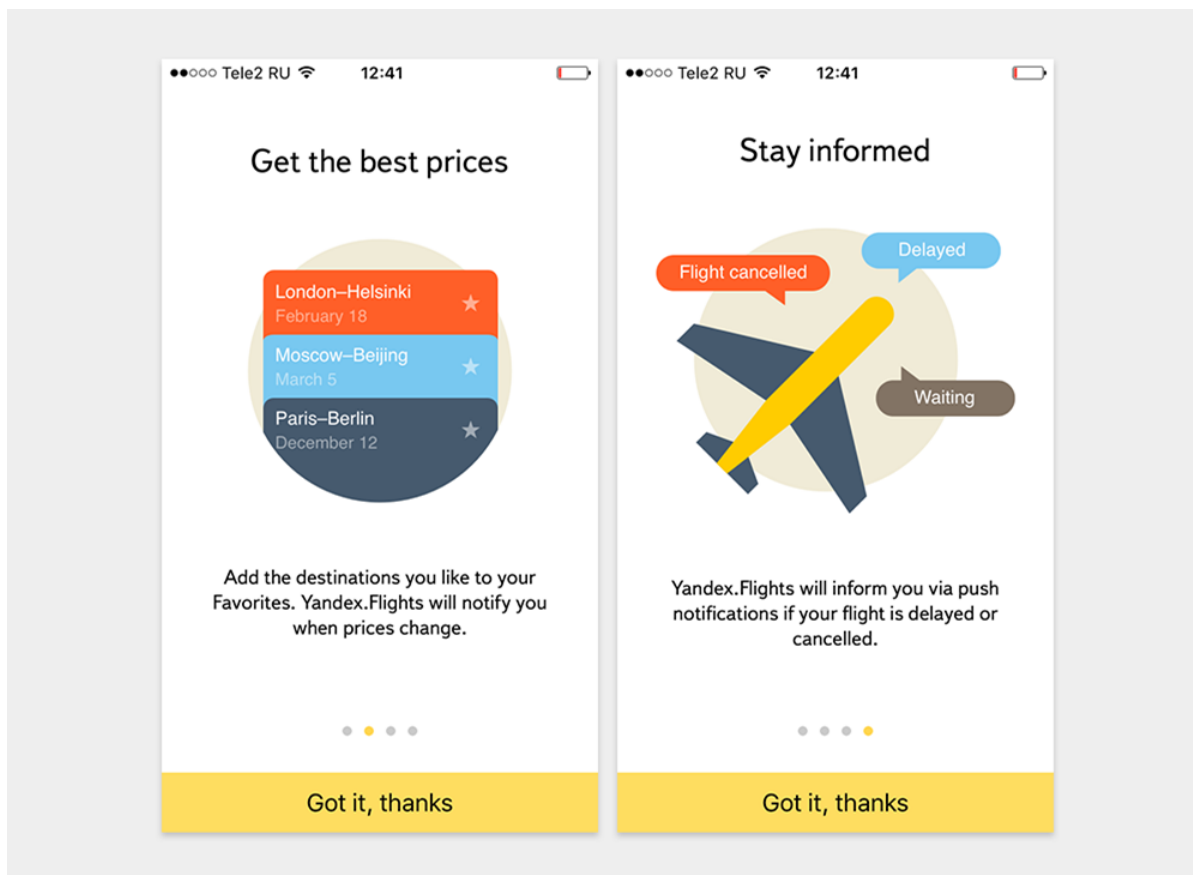 Tele2 RU 12:41
Get the best prices
London–Helsinki
February 18
Moscow–Beijing
March 5
Paris–Berlin
December 12
Add the destinations you like to your
Favorites. Yandex.Flights will notify you
when prices change.
Got it, thanks
Tele2 RU 12:41
Stay informed
Delayed
Flight cancelled
Waiting
Yandex.Flights will inform you via push
notifications if your flight is delayed or
cancelled.
Got it, thanks